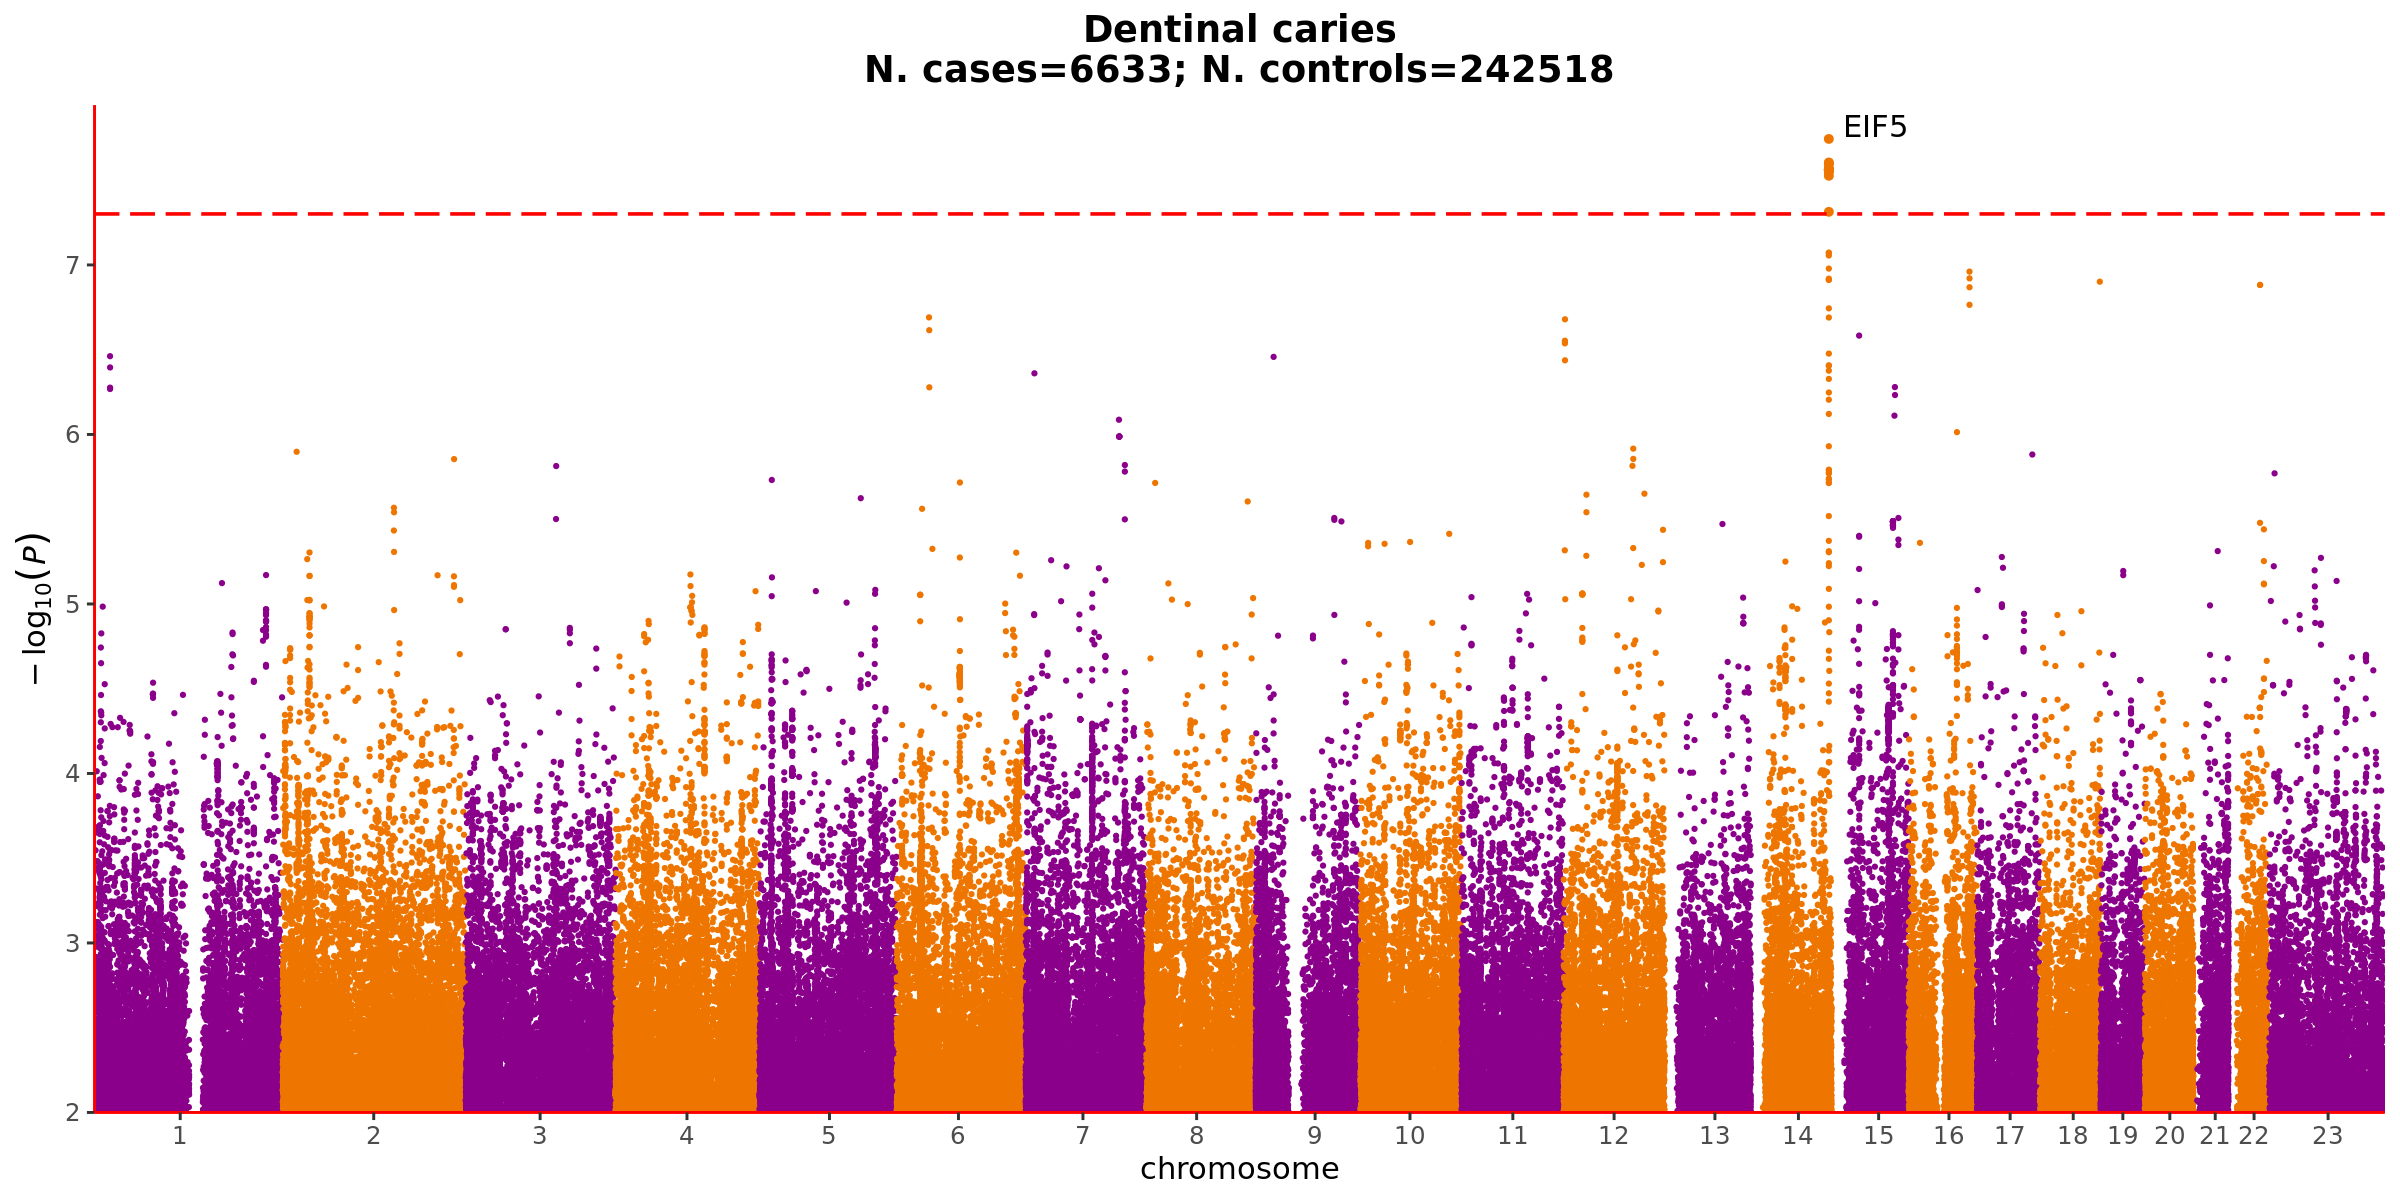 Dentinal caries
N. cases=6633; N. controls=242518
EIF5
7
6
5
4
3
2
−log₁₀(P)
1 2 3 4 5 6 7 8 9 10 11 12 13 14 15 16 17 18 19 20 21 22 23
chromosome